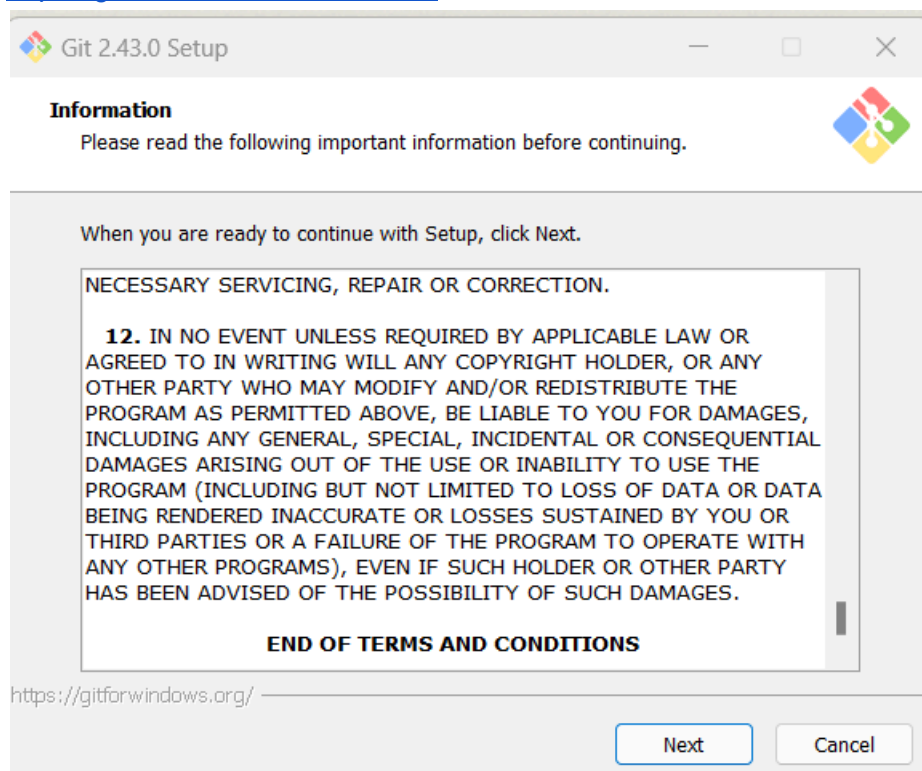 Git 2.43.0 Setup
Information
Please read the following important information before continuing.
When you are ready to continue with Setup, click Next.
NECESSARY SERVICING, REPAIR OR CORRECTION.
12. IN NO EVENT UNLESS REQUIRED BY APPLICABLE LAW OR
AGREED TO IN WRITING WILL ANY COPYRIGHT HOLDER, OR ANY
OTHER PARTY WHO MAY MODIFY AND/OR REDISTRIBUTE THE
PROGRAM AS PERMITTED ABOVE, BE LIABLE TO YOU FOR DAMAGES,
INCLUDING ANY GENERAL, SPECIAL, INCIDENTAL OR CONSEQUENTIAL
DAMAGES ARISING OUT OF THE USE OR INABILITY TO USE THE
PROGRAM (INCLUDING BUT NOT LIMITED TO LOSS OF DATA OR DATA
BEING RENDERED INACCURATE OR LOSSES SUSTAINED BY YOU OR
THIRD PARTIES OR A FAILURE OF THE PROGRAM TO OPERATE WITH
ANY OTHER PROGRAMS), EVEN IF SUCH HOLDER OR OTHER PARTY
HAS BEEN ADVISED OF THE POSSIBILITY OF SUCH DAMAGES.
END OF TERMS AND CONDITIONS
https://gitforwindows.org/
Next
Cancel